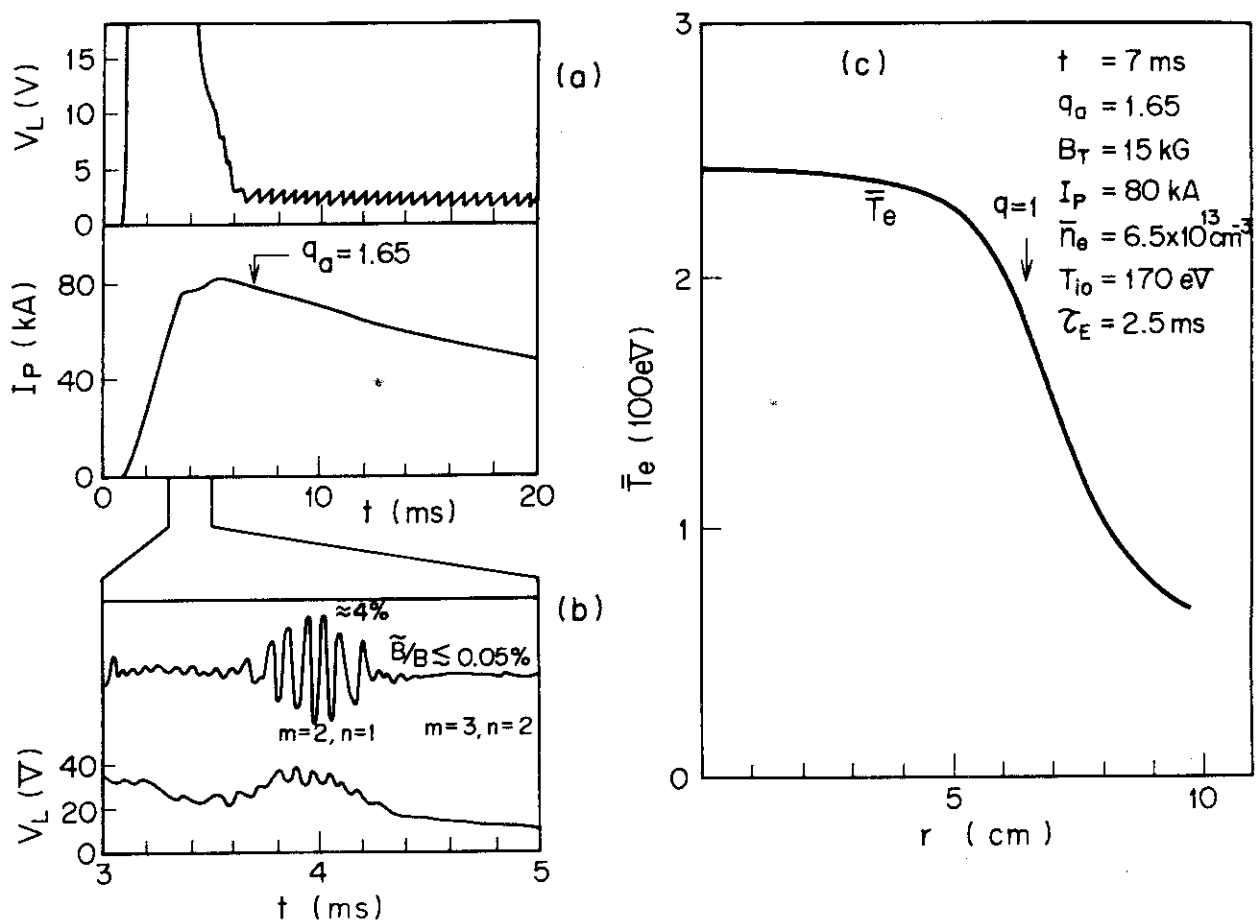 (a)
V_L (V)
15
10
5
0
I_P (kA)
80
40
0
q_a = 1.65
0
10
20
t (ms)
(b)
≈4%
B̃/B ≲ 0.05%
m=2, n=1
m=3, n=2
V_L (V)
40
20
0
3
4
5
t (ms)
(c)
t = 7 ms
q_a = 1.65
B_T = 15 kG
I_P = 80 kA
n̅_e = 6.5x10^13 cm^-3
T_io = 170 eV
τ_E = 2.5 ms
T̿_e
q=1
T̿_e (100eV)
3
2
1
0
5
10
r (cm)